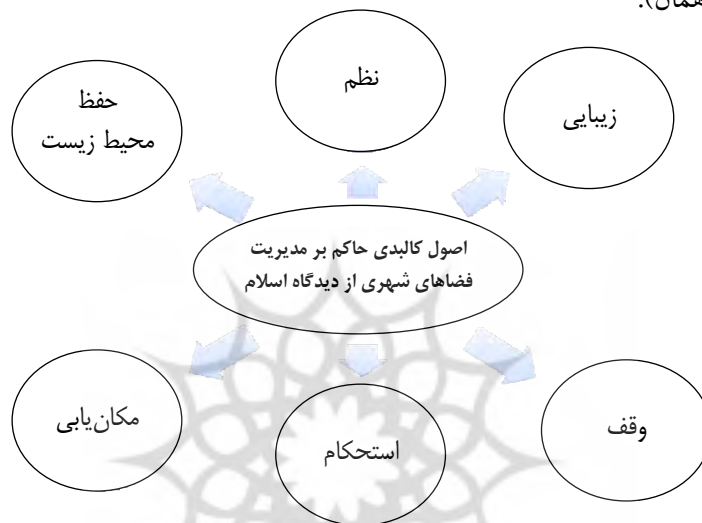 همان).
نظم
زیبایی
حفظ
محیط زیست
اصول کالبدی حاکم بر مدیریت
فضاهای شهری از دیدگاه اسلام
وقف
استحکام
مکان‌یابی